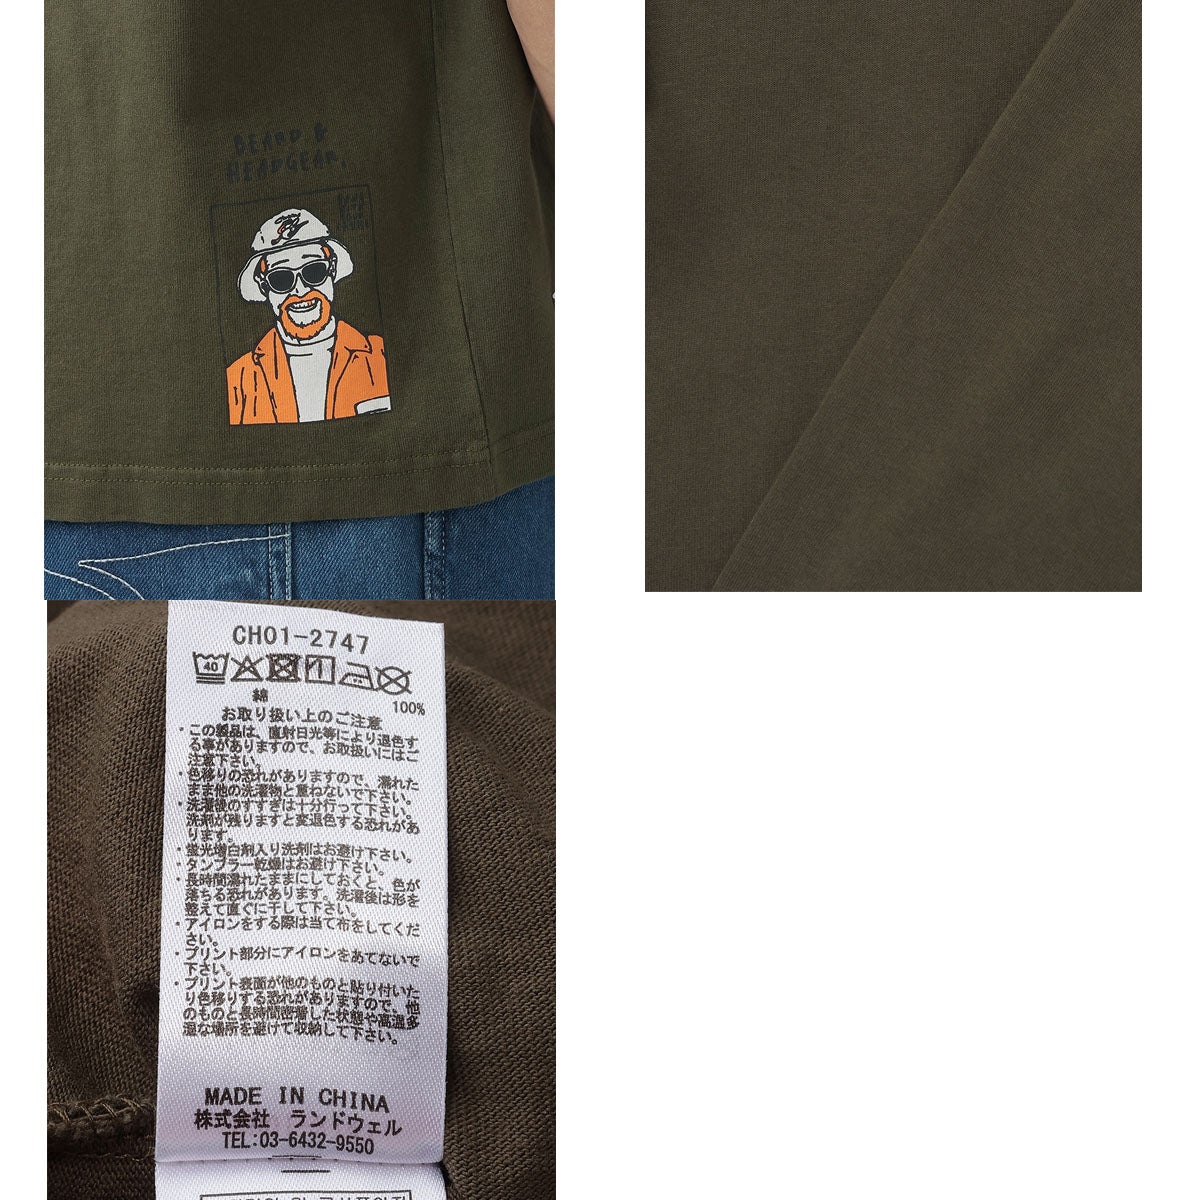 BEARD &
HEADGEAR.
CH01-2747
40
綿
100%
お取り扱い上のご注意
・この製品は、直射日光等により退色す
る事がありますので、お取扱いにはご
注意下さい。
・色移りの恐れがありますので、濡れた
まま他の洗濯物と重ねないで下さい。
・洗濯後のすすぎは十分行って下さい。
洗剤が残りますと変退色する恐れがあ
ります。
・蛍光増白剤入り洗剤はお避け下さい。
・タンブラー乾燥はお避け下さい。
・長時間濡れたままにしておくと、色が
落ちる恐れがあります。洗濯後は形を
整えて直ぐに干して下さい。
・アイロンをする際は当て布をしてくだ
さい。
・プリント部分にアイロンをあてないで
下さい。
・プリント表面が他のものと貼り付いた
り色移りする恐れがありますので、他
のものと長時間密着した状態や高温多
湿な場所を避けて収納して下さい。
MADE IN CHINA
株式会社 ランドウェル
TEL:03-6432-9550